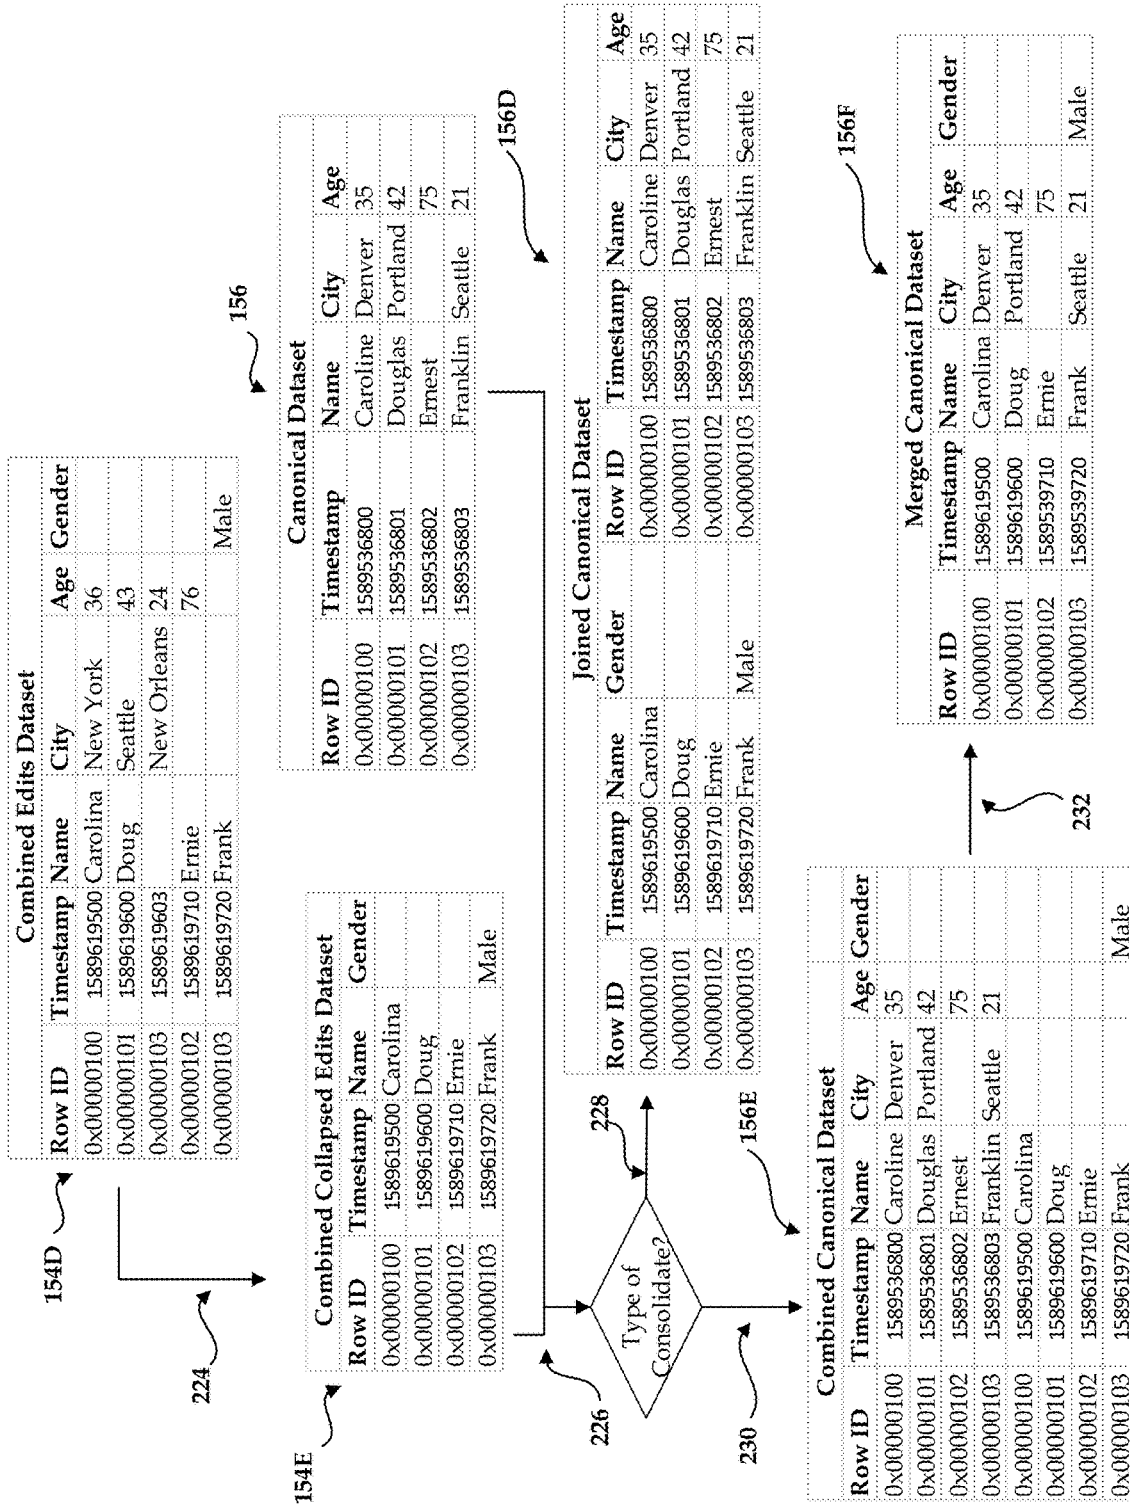 Combined Edits Dataset
Row ID Timestamp Name City Age Gender
0x00000100 1589619500 Carolina New York 36
0x00000101 1589619600 Doug Seattle 43
0x00000103 1589619603 New Orleans 24
0x00000102 1589619710 Ernie 76
0x00000103 1589619720 Frank Male
154D
224
Combined Collapsed Edits Dataset
Row ID Timestamp Name Gender
0x00000100 1589619500 Carolina
0x00000101 1589619600 Doug
0x00000102 1589619710 Ernie
0x00000103 1589619720 Frank Male
154E
Canonical Dataset
Row ID Timestamp Name City Age
0x00000100 1589536800 Caroline Denver 35
0x00000101 1589536801 Douglas Portland 42
0x00000102 1589536802 Ernest 75
0x00000103 1589536803 Franklin Seattle 21
156
226
Type of
Consolidate?
228
230
Joined Canonical Dataset
Row ID Timestamp Name Gender Row ID Timestamp Name City Age
0x00000100 1589619500 Carolina 0x00000100 1589536800 Caroline Denver 35
0x00000101 1589619600 Doug 0x00000101 1589536801 Douglas Portland 42
0x00000102 1589619710 Ernie 0x00000102 1589536802 Ernest 75
0x00000103 1589619720 Frank Male 0x00000103 1589536803 Franklin Seattle 21
156D
156E
Combined Canonical Dataset
Row ID Timestamp Name City Age Gender
0x00000100 1589536800 Caroline Denver 35
0x00000101 1589536801 Douglas Portland 42
0x00000102 1589536802 Ernest 75
0x00000103 1589536803 Franklin Seattle 21
0x00000100 1589619500 Carolina
0x00000101 1589619600 Doug
0x00000102 1589619710 Ernie
0x00000103 1589619720 Frank Male
232
156F
Merged Canonical Dataset
Row ID Timestamp Name City Age Gender
0x00000100 1589619500 Carolina Denver 35
0x00000101 1589619600 Doug Portland 42
0x00000102 1589539710 Ernie 75
0x00000103 1589539720 Frank Seattle 21 Male